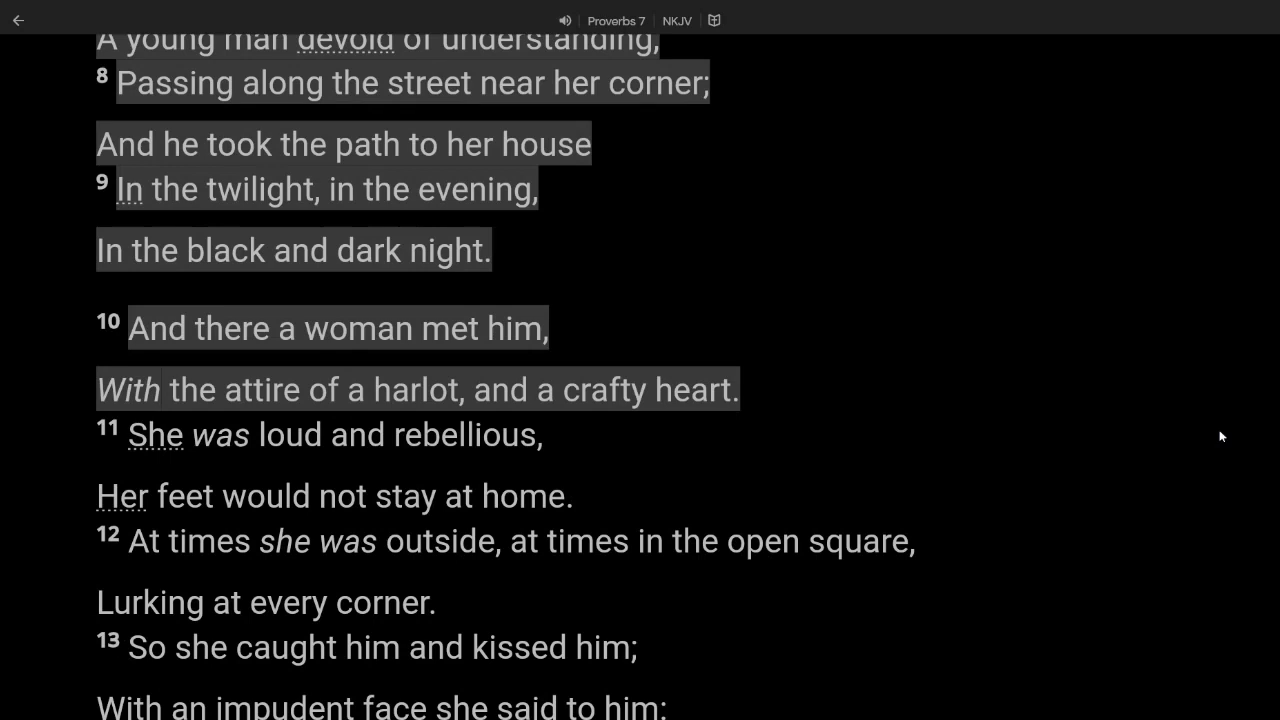 Proverbs 7 NKJV
A young man devoid of understanding,
8 Passing along the street near her corner;
And he took the path to her house
9 In the twilight, in the evening,
In the black and dark night.
10 And there a woman met him,
With the attire of a harlot, and a crafty heart.
11 She was loud and rebellious,
Her feet would not stay at home.
12 At times she was outside, at times in the open square,
Lurking at every corner.
13 So she caught him and kissed him;
With an impudent face she said to him: